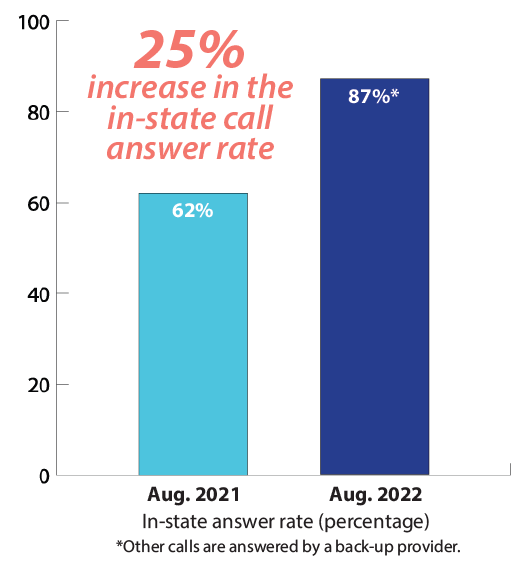 100
80
60
40
20
0
25%
increase in the
in-state call
answer rate
62%
87%*
Aug. 2021
Aug. 2022
In-state answer rate (percentage)
*Other calls are answered by a back-up provider.